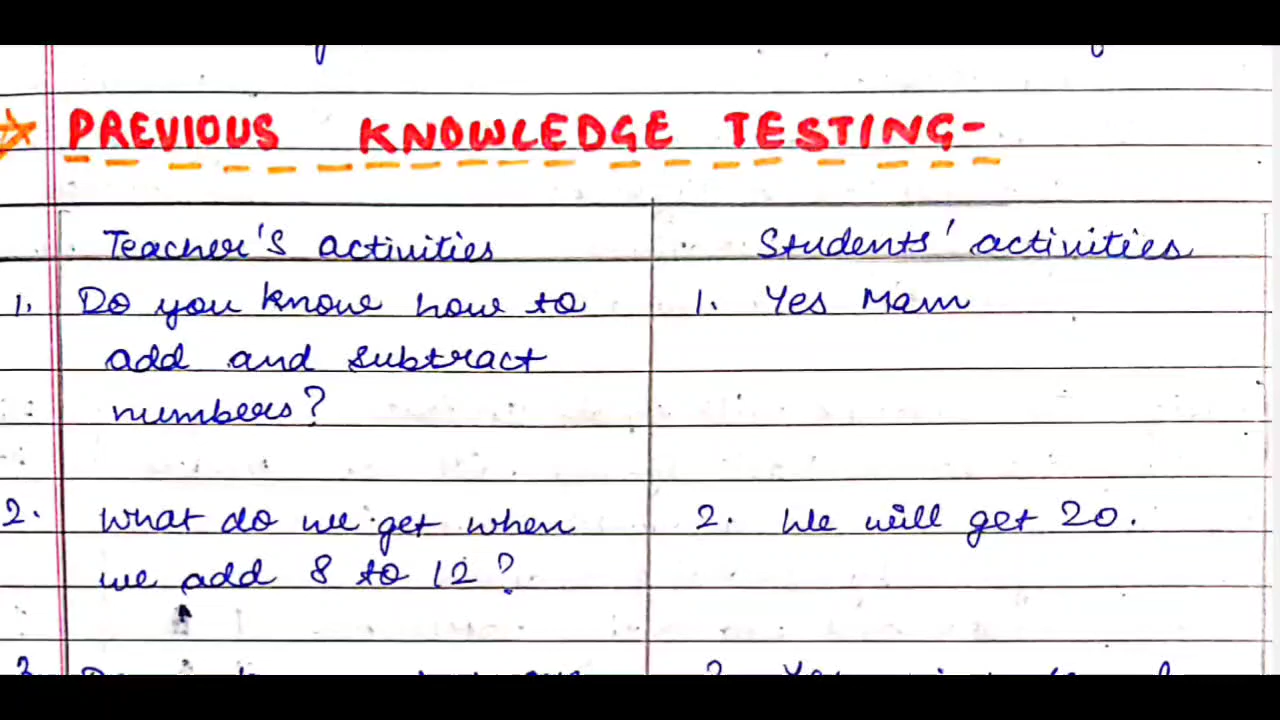 PREVIOUS KNOWLEDGE TESTING-
Teacher's activities
Students' activities
1. Do you know how to
add and subtract
numbers?
1. Yes Mam
2. What do we get when
we add 8 to 12?
2. We will get 20.